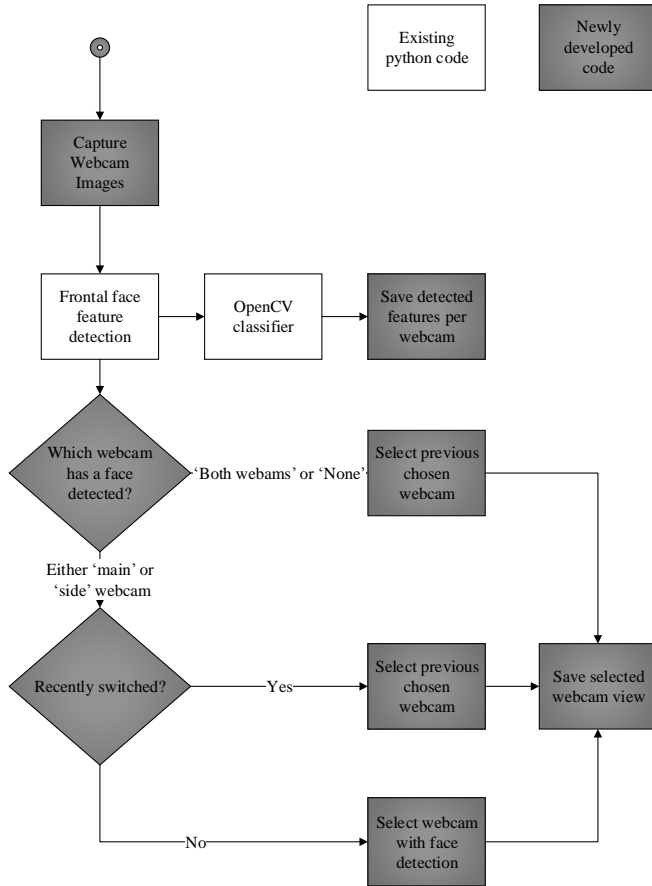 Existing
python code
Newly
developed
code
Capture
Webcam
Images
Frontal face
feature
detection
OpenCV
classifier
Save detected
features per
webcam
Which webcam
has a face
detected?
‘Both webams’ or ‘None’
Select previous
chosen
webcam
Either ‘main’ or
‘side’ webcam
Recently switched?
Yes
Select previous
chosen
webcam
Save selected
webcam view
No
Select webcam
with face
detection